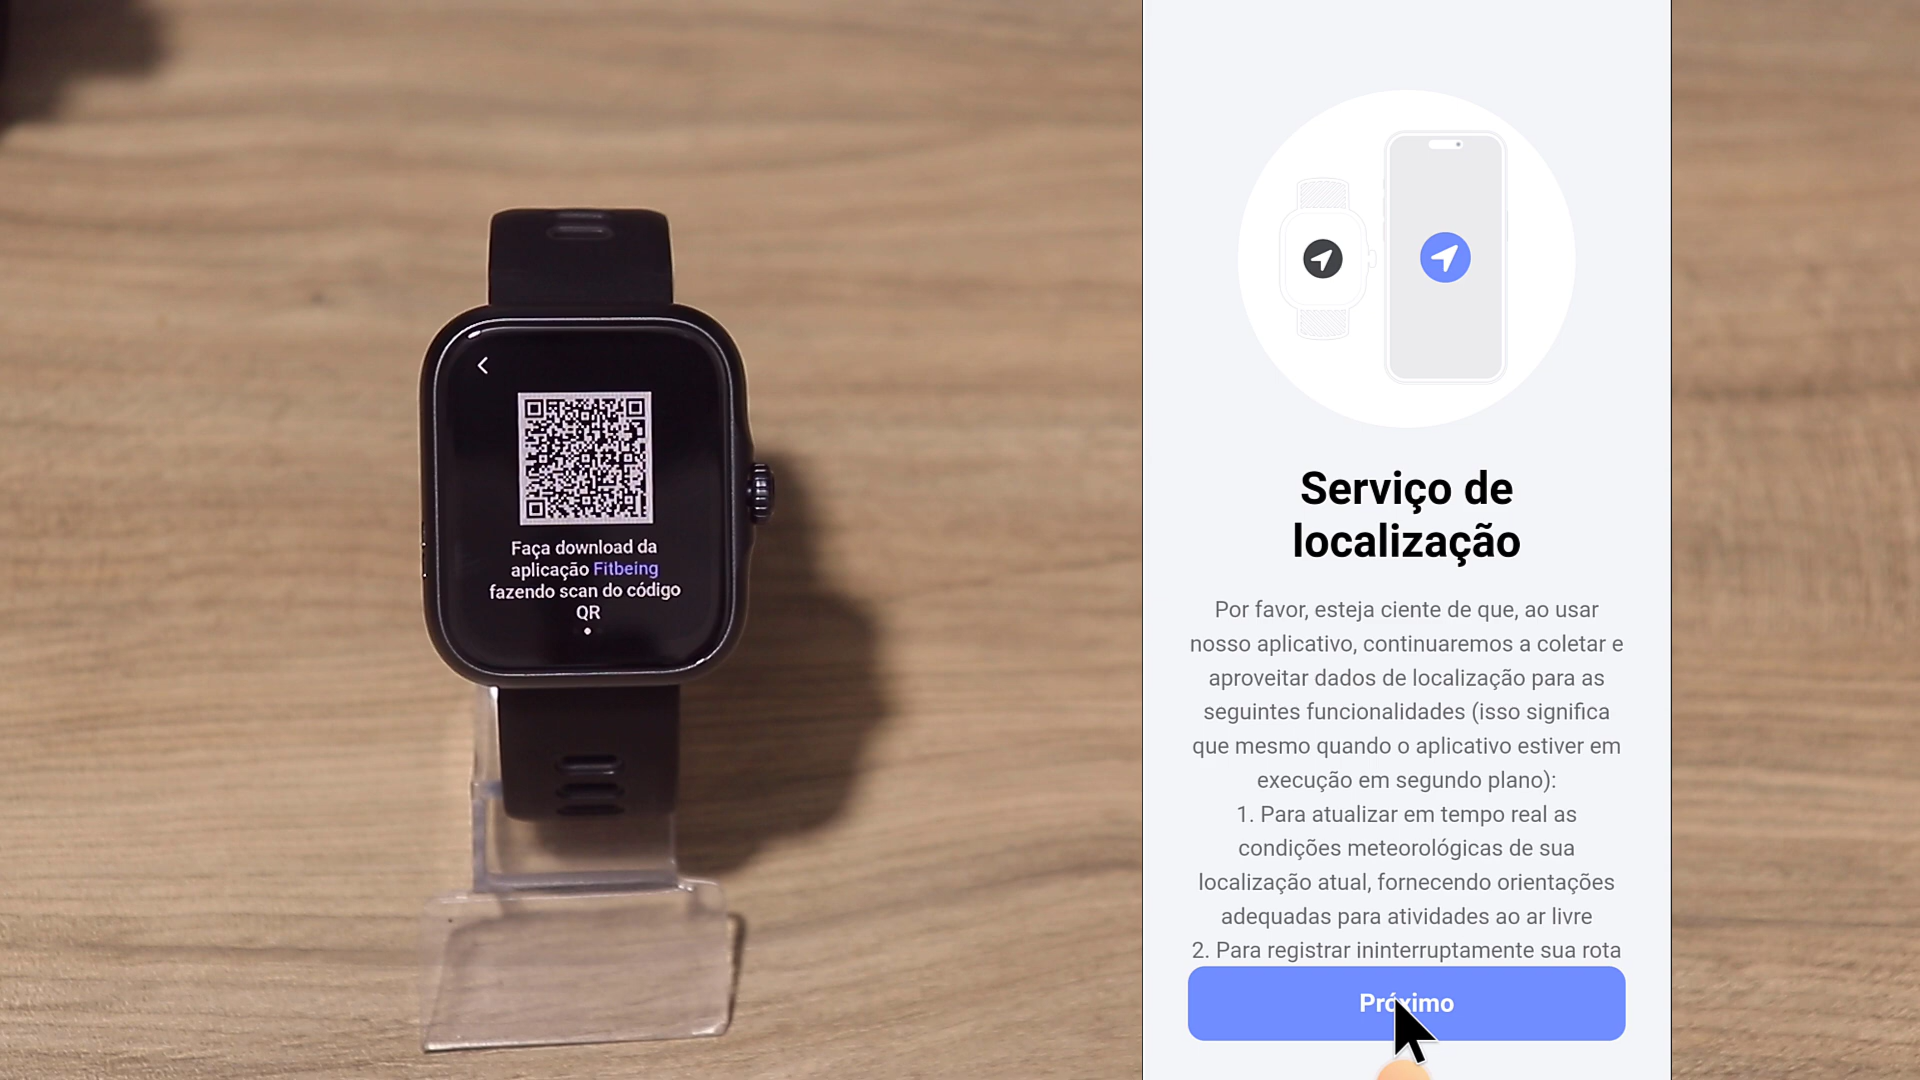 Faça download da
aplicação Fitbeing
fazendo scan do código
QR
Serviço de
localização
Por favor, esteja ciente de que, ao usar
nosso aplicativo, continuaremos a coletar e
aproveitar dados de localização para as
seguintes funcionalidades (isso significa
que mesmo quando o aplicativo estiver em
execução em segundo plano):
1. Para atualizar em tempo real as
condições meteorológicas de sua
localização atual, fornecendo orientações
adequadas para atividades ao ar livre
2. Para registrar ininterruptamente sua rota
Próximo